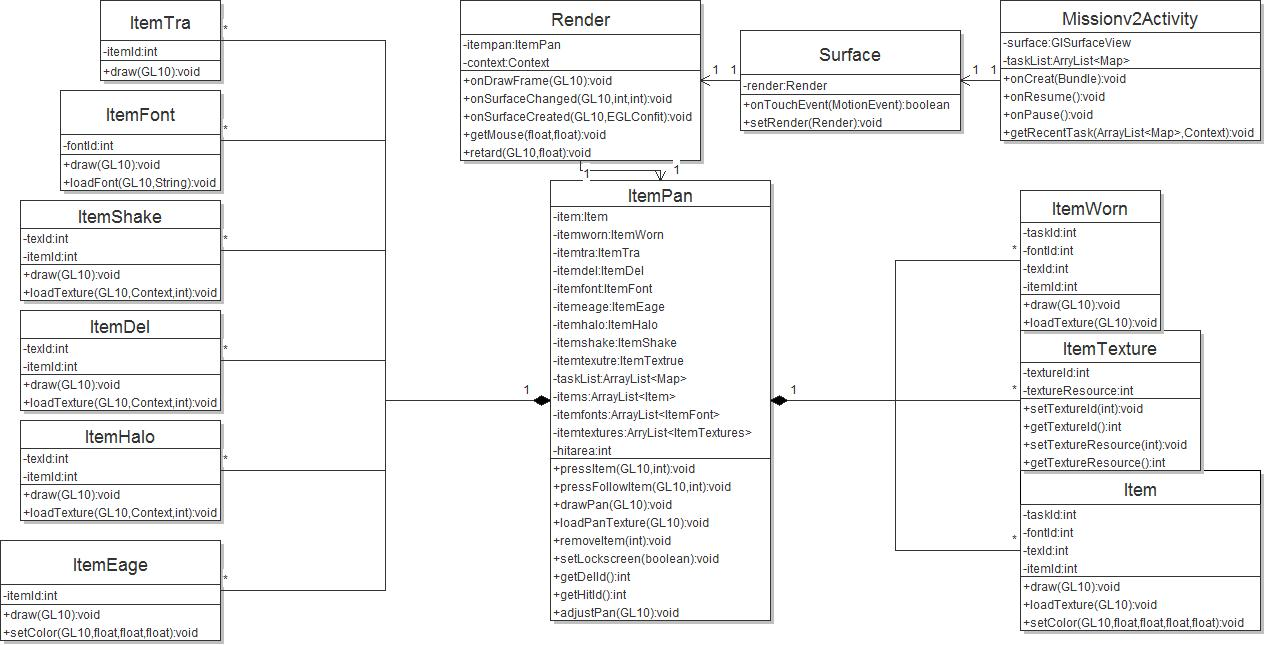 ItemTra
-itemId:int
+draw(GL10):void
*
ItemFont
-fontId:int
+draw(GL10):void
+loadFont(GL10,String):void
*
ItemShake
-texId:int
-itemId:int
+draw(GL10):void
+loadTexture(GL10,Context,int):void
*
ItemDel
-texId:int
-itemId:int
+draw(GL10):void
+loadTexture(GL10,Context,int):void
*
ItemHalo
-texId:int
-itemId:int
+draw(GL10):void
+loadTexture(GL10,Context,int):void
*
ItemEage
-itemId:int
+draw(GL10):void
+setColor(GL10,float,float,float):void
*
Render
-itempan:ItemPan
-context:Context
+onDrawFrame(GL10):void
+onSurfaceChanged(GL10,int,int):void
+onSurfaceCreated(GL10,EGLConfit):void
+getMouse(float,float):void
+retard(GL10,float):void
1 1
Surface
-render:Render
+onTouchEvent(MotionEvent):boolean
+setRender(Render):void
1 1
Missionv2Activity
-surface:GlSurfaceView
-taskList:ArryList<Map>
+onCreat(Bundle):void
+onResume():void
+onPause():void
+getRecentTask(ArrayList<Map>,Context):void
1 1
ItemPan
-item:Item
-itemworn:ItemWorn
-itemtra:ItemTra
-itemdel:ItemDel
-itemfont:ItemFont
-itemeage:ItemEage
-itemhalo:ItemHalo
-itemshake:ItemShake
-itemtexutre:ItemTextrue
-taskList:ArrayList<Map>
-items:ArrayList<Item>
-itemfonts:ArrayList<ItemFont>
-itemtextures:ArryList<ItemTextures>
-hitarea:int
+pressItem(GL10,int):void
+pressFollowItem(GL10,int):void
+drawPan(GL10):void
+loadPanTexture(GL10):void
+removeItem(int):void
+setLockscreen(boolean):void
+getDelId():int
+getHitId():int
+adjustPan(GL10):void
1
1
ItemWorn
-taskId:int
-fontId:int
-texId:int
-itemId:int
+draw(GL10):void
+loadTexture(GL10):void
*
ItemTexture
-textureId:int
-textureResource:int
+setTextureId(int):void
+getTextureId():int
+setTextureResource(int):void
+getTextureResource():int
*
Item
-taskId:int
-fontId:int
-texId:int
-itemId:int
+draw(GL10):void
+loadTexture(GL10):void
+setColor(GL10,float,float,float,float):void
*